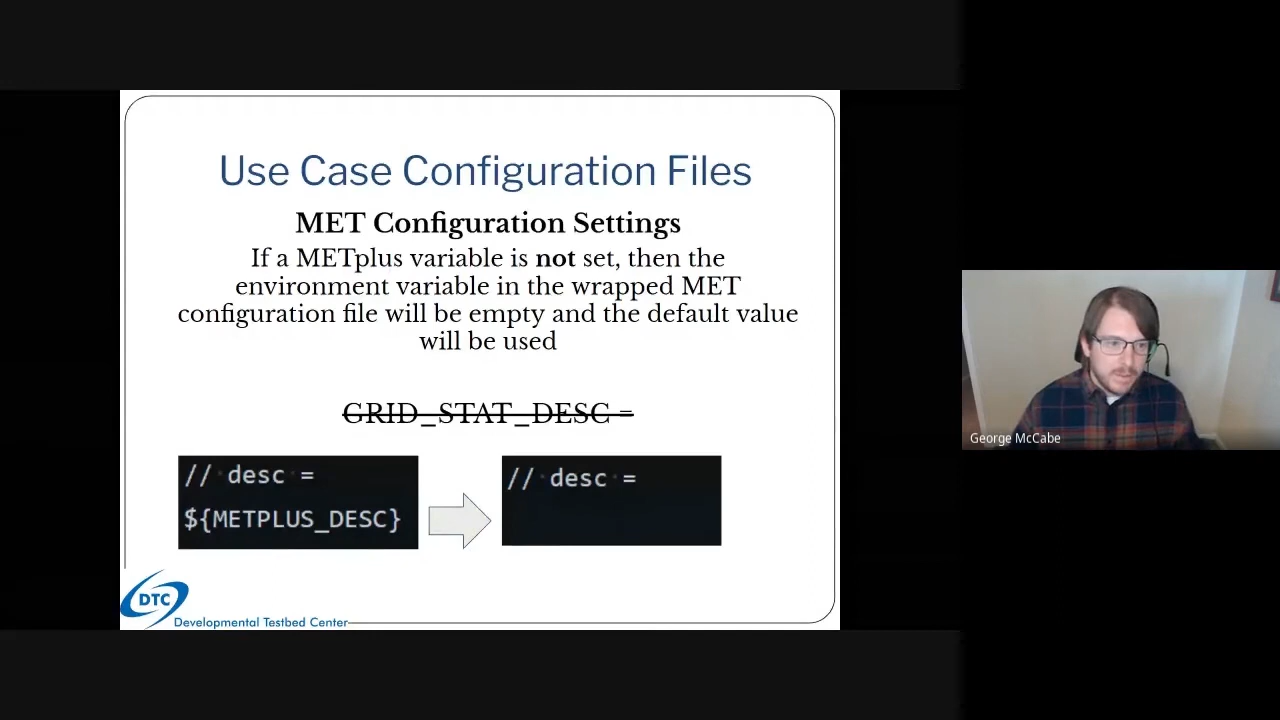 Use Case Configuration Files
MET Configuration Settings
If a METplus variable is not set, then the
environment variable in the wrapped MET
configuration file will be empty and the default value
will be used
GRID_STAT_DESC =
// desc =
${METPLUS_DESC}
// desc =
DTC
Developmental Testbed Center
George McCabe